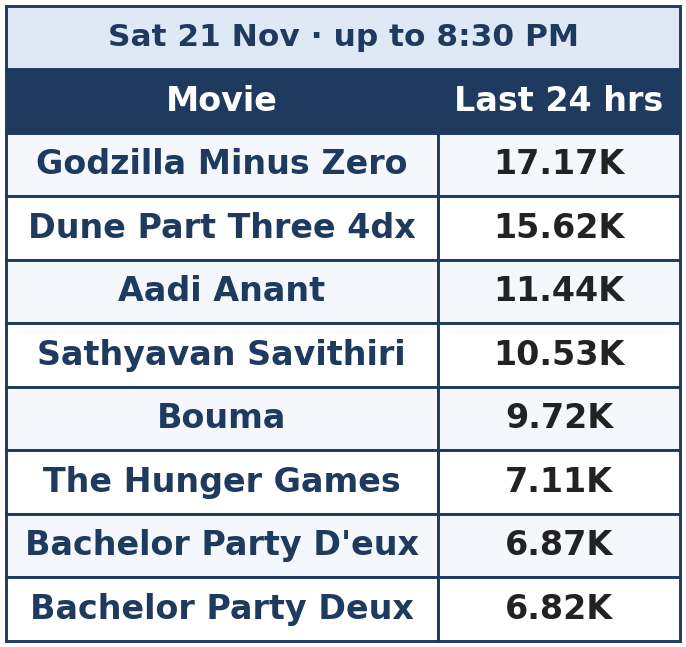 Sat 21 Nov · up to 8:30 PM
Movie Last 24 hrs
Godzilla Minus Zero 17.17K
Dune Part Three 4dx 15.62K
Aadi Anant 11.44K
Sathyavan Savithiri 10.53K
Bouma 9.72K
The Hunger Games 7.11K
Bachelor Party D'eux 6.87K
Bachelor Party Deux 6.82K